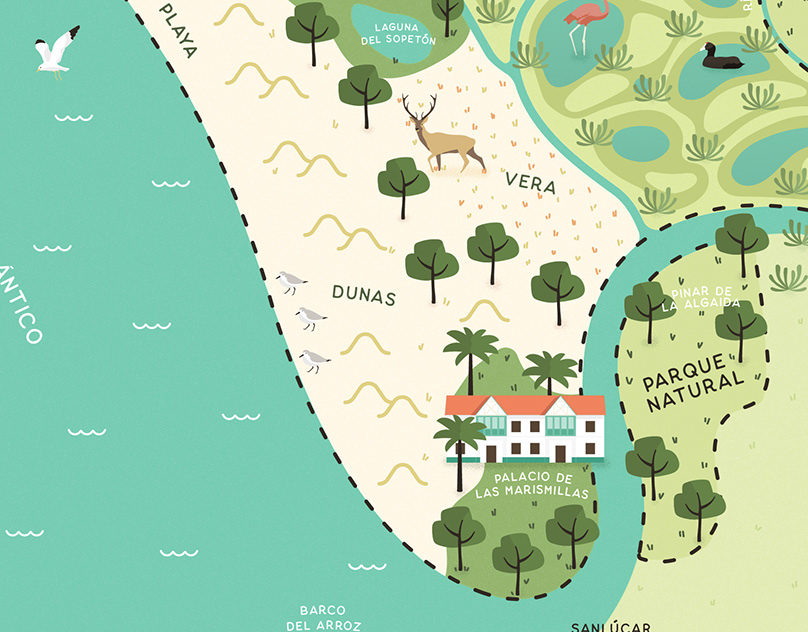 PLAYA
LAGUNA
DEL SOPETÓN
VERA
DUNAS
PINAR DE
LA ALGAIDA
PARQUE
NATURAL
PALACIO DE
LAS MARISMILLAS
BARCO
DEL ARROZ
SANLÚCAR